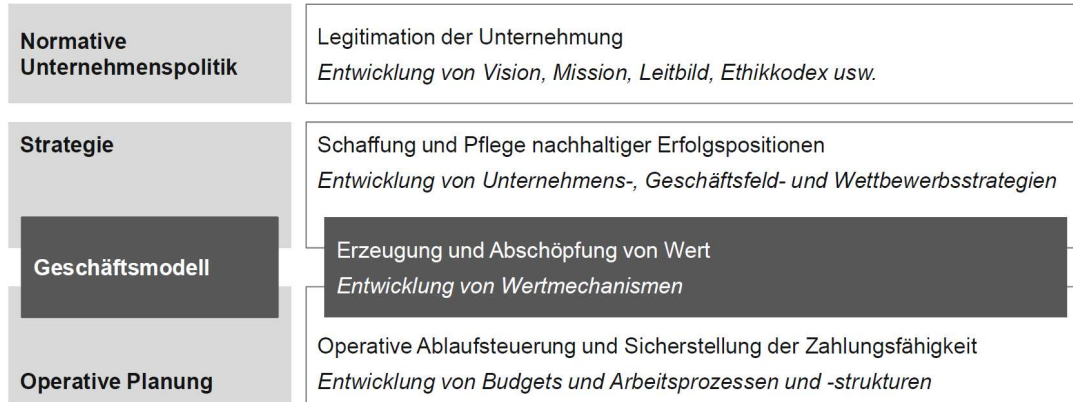 Normative
Unternehmenspolitik
Legitimation der Unternehmung
Entwicklung von Vision, Mission, Leitbild, Ethikkodex usw.
Strategie
Schaffung und Pflege nachhaltiger Erfolgspositionen
Entwicklung von Unternehmens-, Geschäftsfeld- und Wettbewerbsstrategien
Geschäftsmodell
Erzeugung und Abschöpfung von Wert
Entwicklung von Wertmechanismen
Operative Planung
Operative Ablaufsteuerung und Sicherstellung der Zahlungsfähigkeit
Entwicklung von Budgets und Arbeitsprozessen und -strukturen